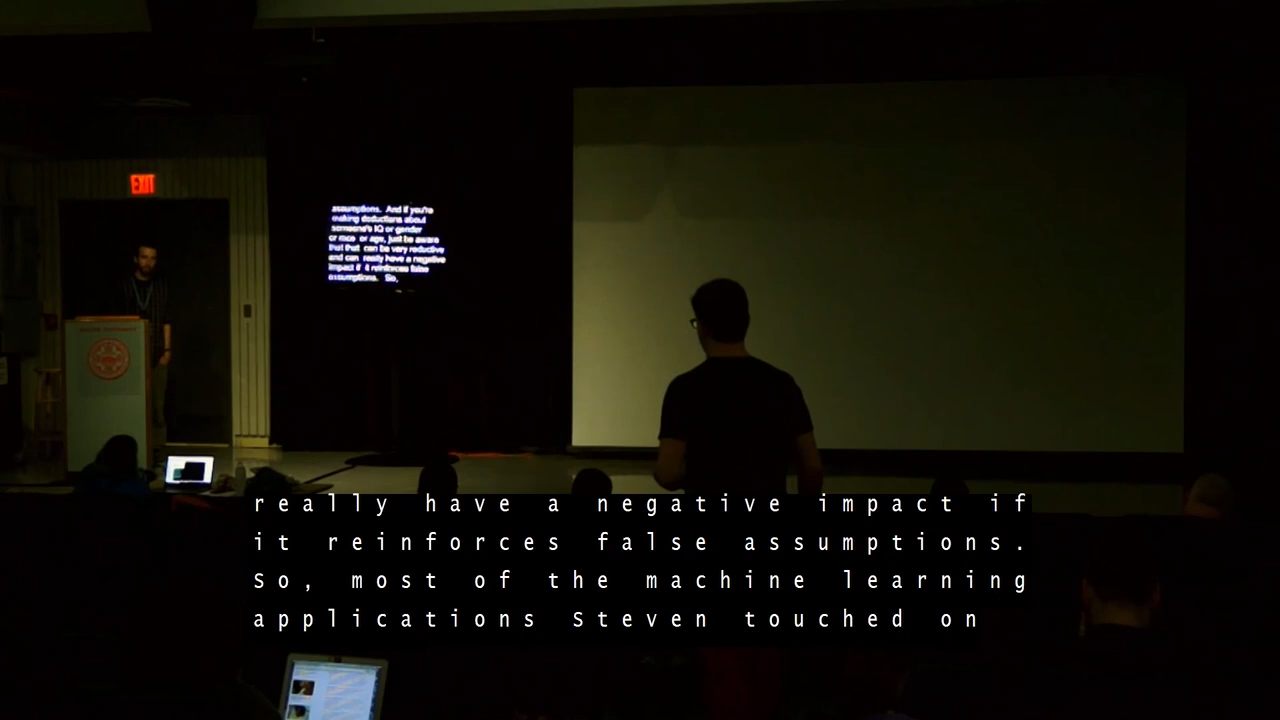 EXIT
assumptions. And if you're
making deductions about
someone's IQ or gender
or race or age, just be aware
that that can be very reductive
and can really have a negative
impact if it reinforces false
assumptions. So,
really have a negative impact if
it reinforces false assumptions.
So, most of the machine learning
applications Steven touched on